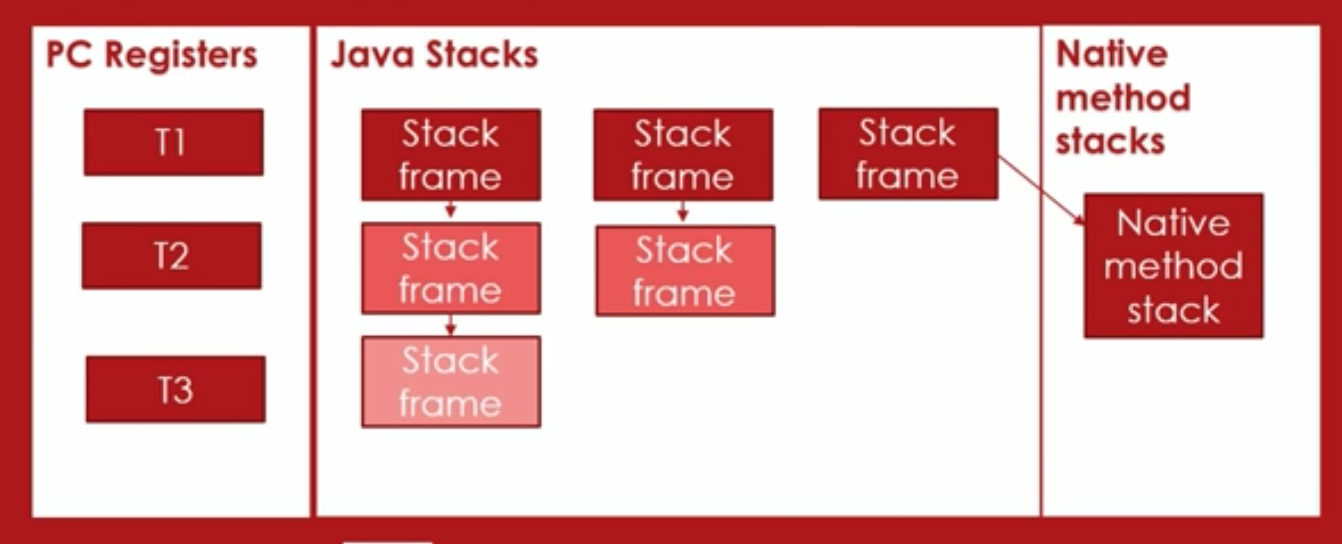 PC Registers
T1
T2
T3
Java Stacks
Stack
frame
Stack
frame
Stack
frame
Stack
frame
Stack
frame
Stack
frame
Native
method
stacks
Native
method
stack